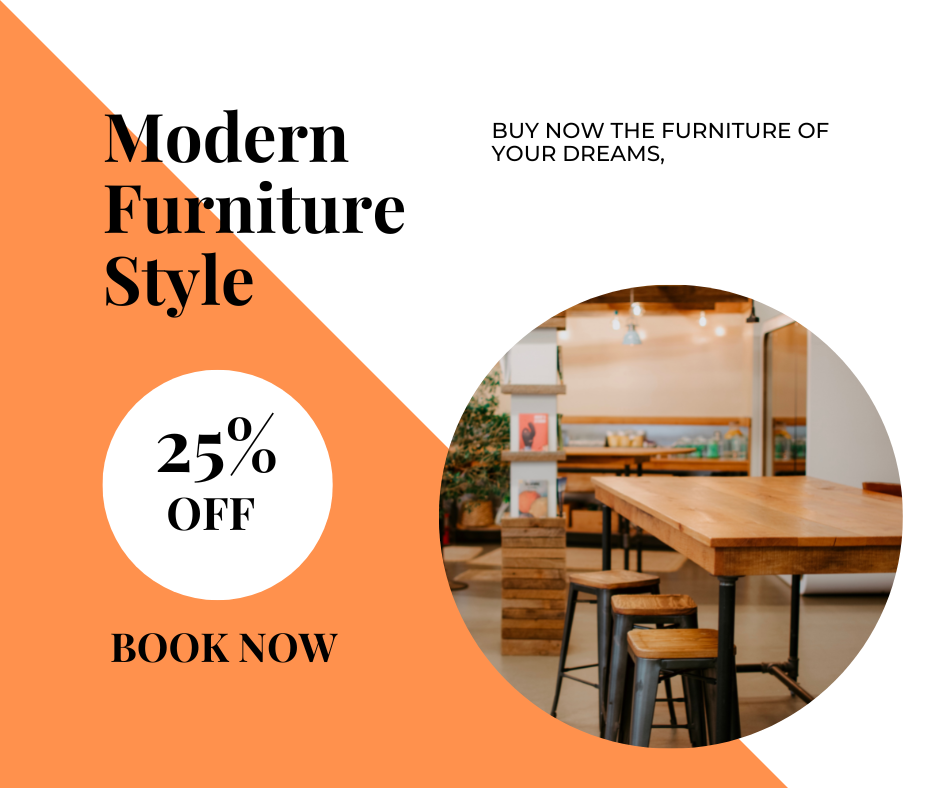 Modern
Furniture
Style
BUY NOW THE FURNITURE OF
YOUR DREAMS,
25%
OFF
BOOK NOW